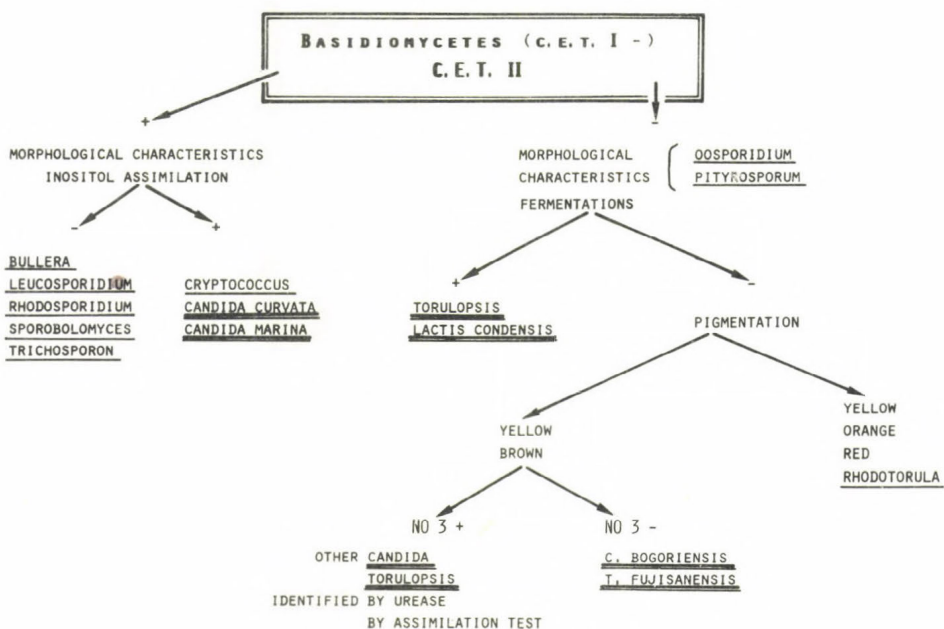 BASIDIOMYCETES (C.E.T. I -)
C.E.T. II
+
-
MORPHOLOGICAL CHARACTERISTICS
INOSITOL ASSIMILATION
MORPHOLOGICAL
CHARACTERISTICS
FERMENTATIONS
OOSPORIDIUM
PITYROSPORUM
-
+
BULLERA
LEUCOSPORIDIUM
RHODOSPORIDIUM
SPOROBOLOMYCES
TRICHOSPORON
CRYPTOCOCCUS
CANDIDA CURVATA
CANDIDA MARINA
+
-
TORULOPSIS
LACTIS CONDENSIS
PIGMENTATION
YELLOW
BROWN
YELLOW
ORANGE
RED
RHODOTORULA
NO 3 +
NO 3 -
OTHER CANDIDA
TORULOPSIS
IDENTIFIED BY UREASE
BY ASSIMILATION TEST
C. BOGORIENSIS
T. FUJISANENSIS